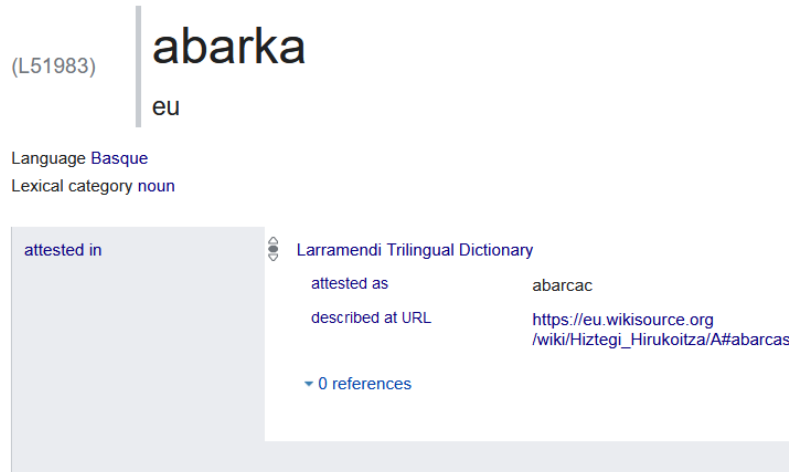 (L51983)
abarka
eu
Language Basque
Lexical category noun
attested in
Larramendi Trilingual Dictionary
attested as
abarcac
described at URL
https://eu.wikisource.org
/wiki/Hiztegi_Hirukoitza/A#abarcas
0 references